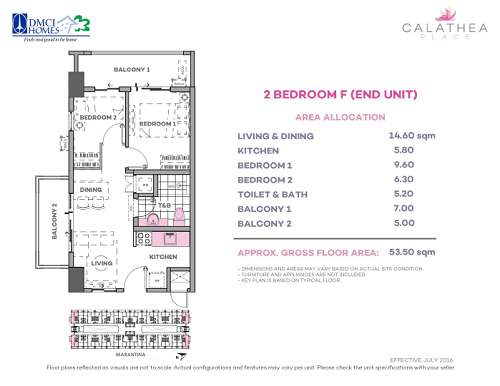 DMCI HOMES
Feels good to be home
CALATHEA
PLACE
BALCONY 1
BEDROOM 2
BEDROOM 1
DINING
T&B
BALCONY 2
LIVING
KITCHEN
MARANTINA
2 BEDROOM F (END UNIT)
AREA ALLOCATION
LIVING & DINING 14.60 sqm
KITCHEN 5.80
BEDROOM 1 9.60
BEDROOM 2 6.30
TOILET & BATH 5.20
BALCONY 1 7.00
BALCONY 2 5.00
APPROX. GROSS FLOOR AREA: 53.50 sqm
- DIMENSIONS AND AREAS MAY VARY BASED ON ACTUAL SITE CONDITION.
- FURNITURE AND APPLIANCES ARE NOT INCLUDED.
- KEY PLAN IS BASED ON TYPICAL FLOOR
EFFECTIVE JULY 2016
Floor plans reflected as visuals are not to scale. Actual configurations and features may vary per unit. Please check the unit specifications with your seller.